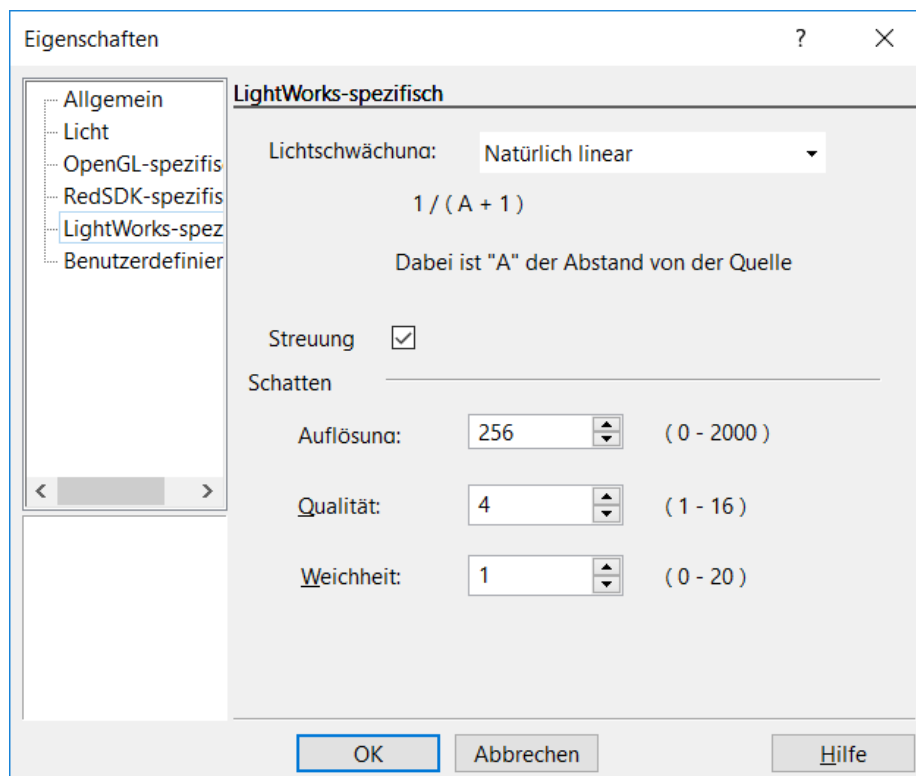 Eigenschaften
Allgemein
Licht
OpenGL-spezifis
RedSDK-spezifis
LightWorks-spez
Benutzerdefinier
LightWorks-spezifisch
Lichtschwächung: Natürlich linear
1 / ( A + 1 )
Dabei ist "A" der Abstand von der Quelle
Streuung
Schatten
Auflösung: 256 ( 0 - 2000 )
Qualität: 4 ( 1 - 16 )
Weichheit: 1 ( 0 - 20 )
OK Abbrechen Hilfe